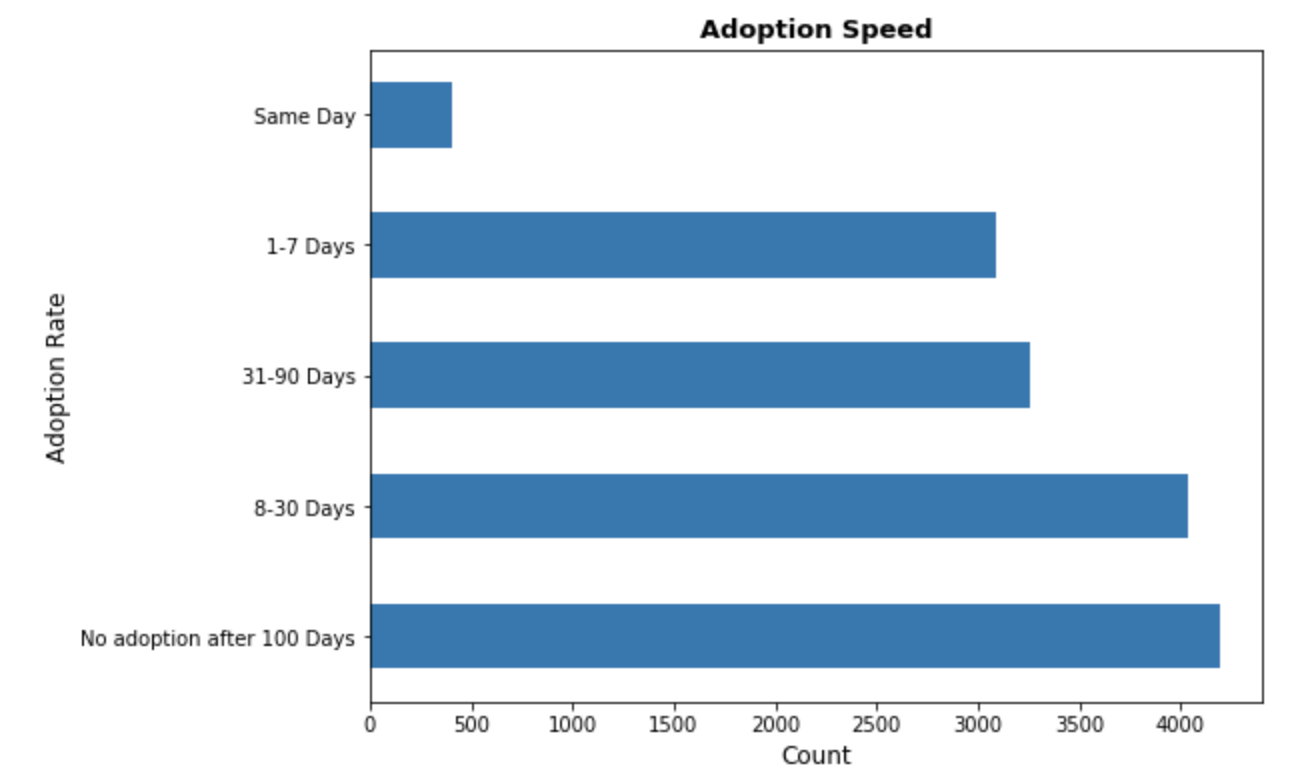 Adoption Speed
Same Day
1-7 Days
31-90 Days
8-30 Days
No adoption after 100 Days
Adoption Rate
0 500 1000 1500 2000 2500 3000 3500 4000
Count